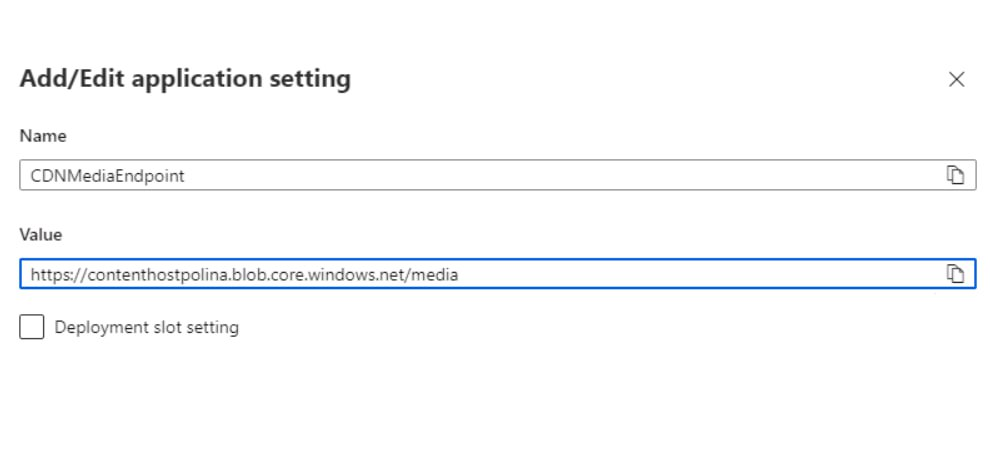 Add/Edit application setting
Name
CDNMediaEndpoint
Value
https://contenthostpolina.blob.core.windows.net/media
Deployment slot setting